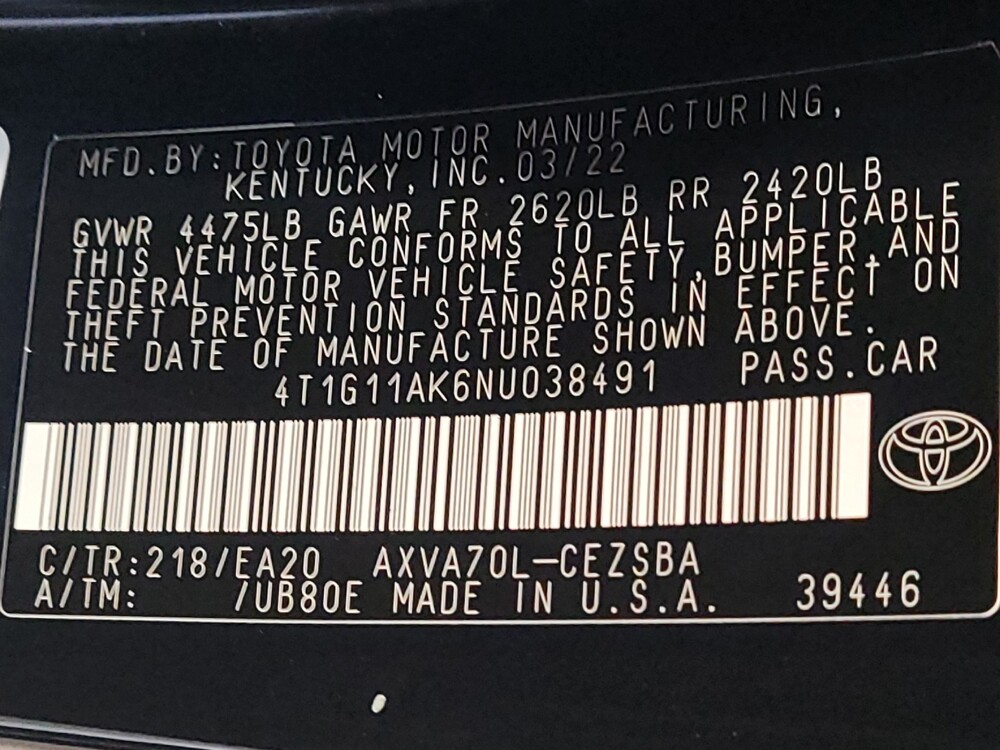 MFD.BY:TOYOTA MOTOR MANUFACTURING,
KENTUCKY, INC. 03/22
GVWR 4475LB GAWR FR 2620LB RR 2420LB
THIS VEHICLE CONFORMS TO ALL APPLICABLE
FEDERAL MOTOR VEHICLE SAFETY,BUMPER,AND
THEFT PREVENTION STANDARDS IN EFFECT ON
THE DATE OF MANUFACTURE SHOWN ABOVE.
4T1G11AK6NU038491 PASS.CAR
C/TR:218/EA20 AXVA70L-CEZSBA
A/TM: /UB80E MADE IN U.S.A. 39446